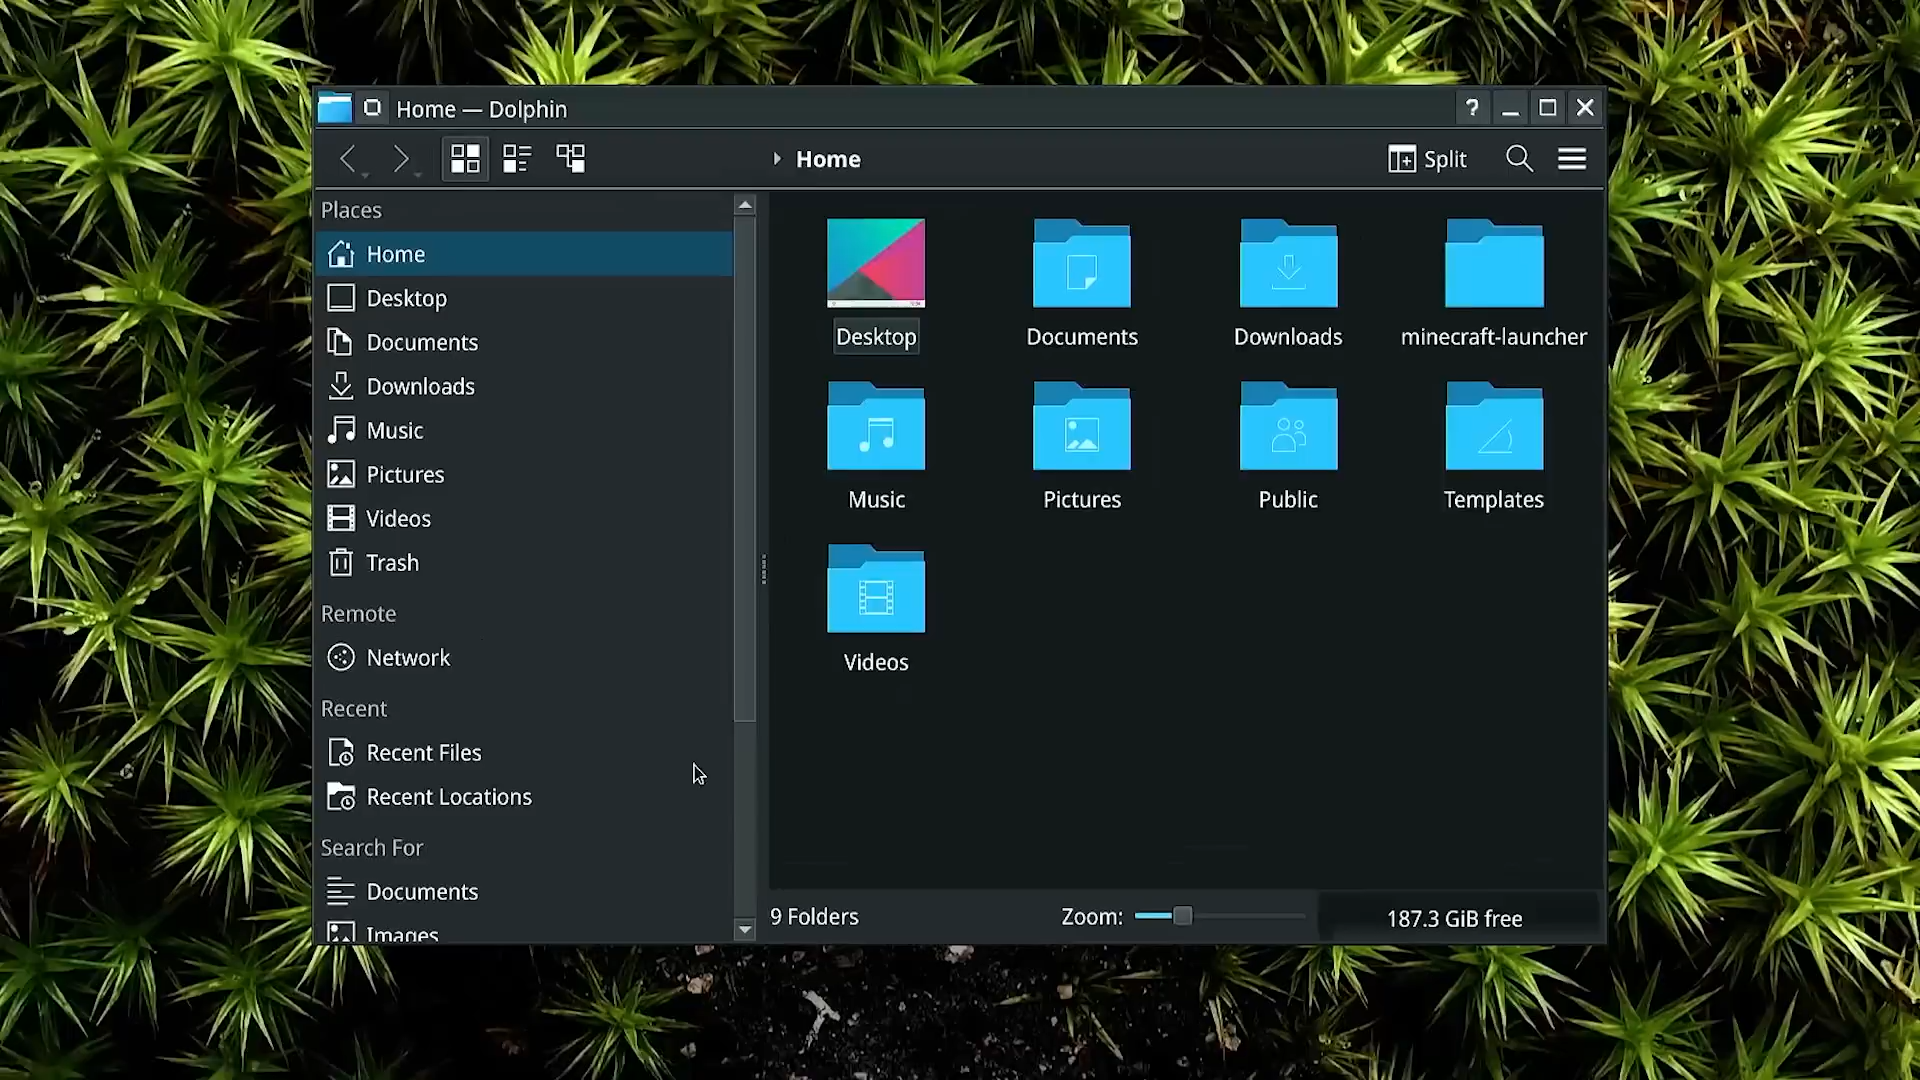 Home — Dolphin
?
Home
Split
Places
Home
Desktop
Documents
Downloads
Music
Pictures
Videos
Trash
Remote
Network
Recent
Recent Files
Recent Locations
Search For
Documents
Images
Desktop
Documents
Downloads
minecraft-launcher
Music
Pictures
Public
Templates
Videos
9 Folders
Zoom:
187.3 GiB free